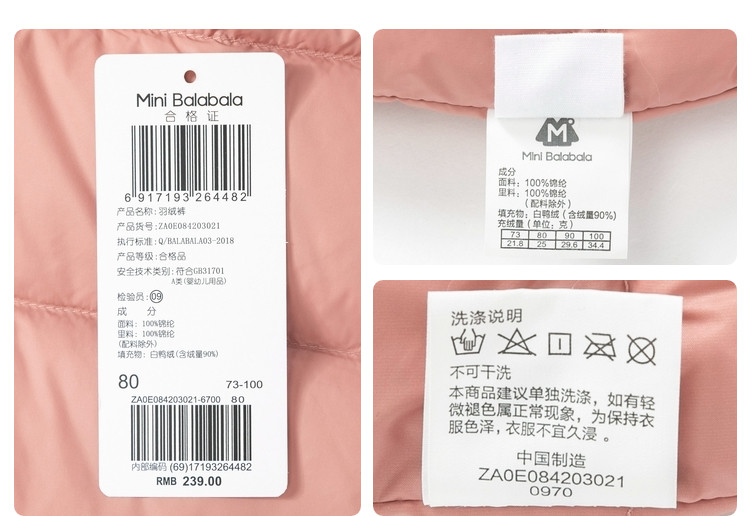 Mini Balabala
合格证
6 917193 264482
产品名称: 羽绒裤
产品货号: ZA0E084203021
执行标准: Q/BALABALA03-2018
产品等级: 合格品
安全技术类别: 符合GB31701
A类(婴幼儿用品)
检验员: 09
成 分
面料: 100%锦纶
里料: 100%锦纶
(配料除外)
填充物: 白鸭绒(含绒量90%)
80 73-100
ZA0E084203021-6700 80
内部编码 (69)17193264482
RMB 239.00
M
Mini Balabala
成分
面料: 100%锦纶
里料: 100%锦纶
(配料除外)
填充物: 白鸭绒 (含绒量90%)
充绒量 (单位: 克)
73 80 90 100
21.8 25 29.6 34.4
洗涤说明
不可干洗
本商品建议单独洗涤, 如有轻
微褪色属正常现象, 为保持衣
服色泽, 衣服不宜久浸。
中国制造
ZA0E084203021
0970